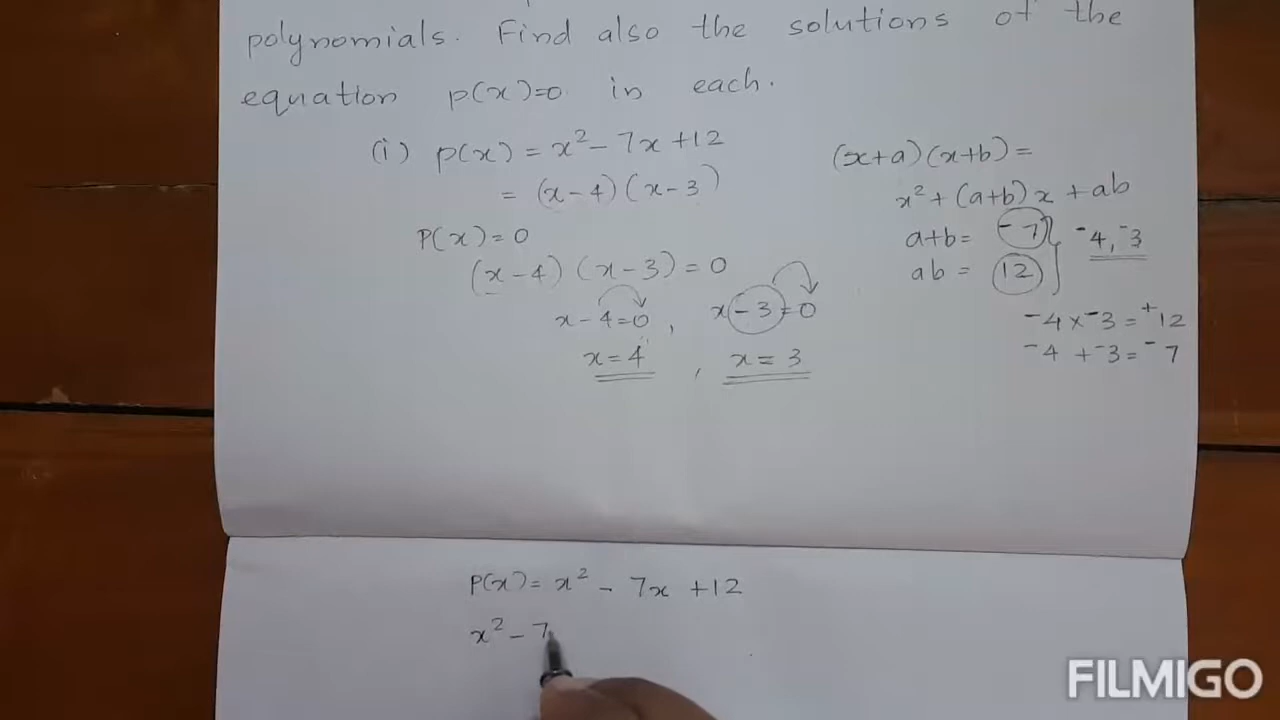 polynomials. Find also the solutions of the
equation p(x)=0 in each.
(i) p(x) = x² - 7x + 12
= (x-4)(x-3)
P(x) = 0
(x-4) (x-3) = 0
x-4=0, x-3=0
x=4, x=3
(x+a)(x+b) =
x² + (a+b)x + ab
a+b = -7 } -4, -3
ab = 12
-4 x -3 = +12
-4 + -3 = -7
P(x) = x² - 7x +12
x² - 7
FILMIGO